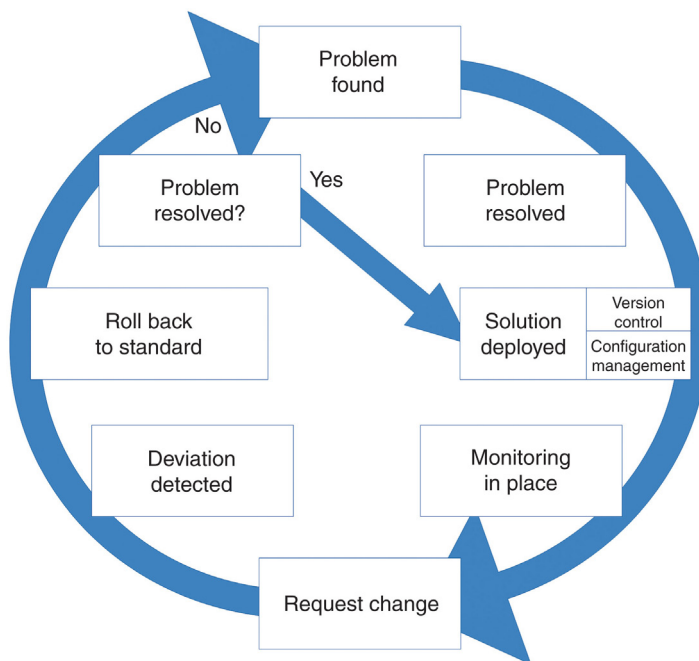 Problem
found
No
Problem
resolved?
Yes
Problem
resolved
Roll back
to standard
Solution
deployed
Version
control
Configuration
management
Deviation
detected
Monitoring
in place
Request change